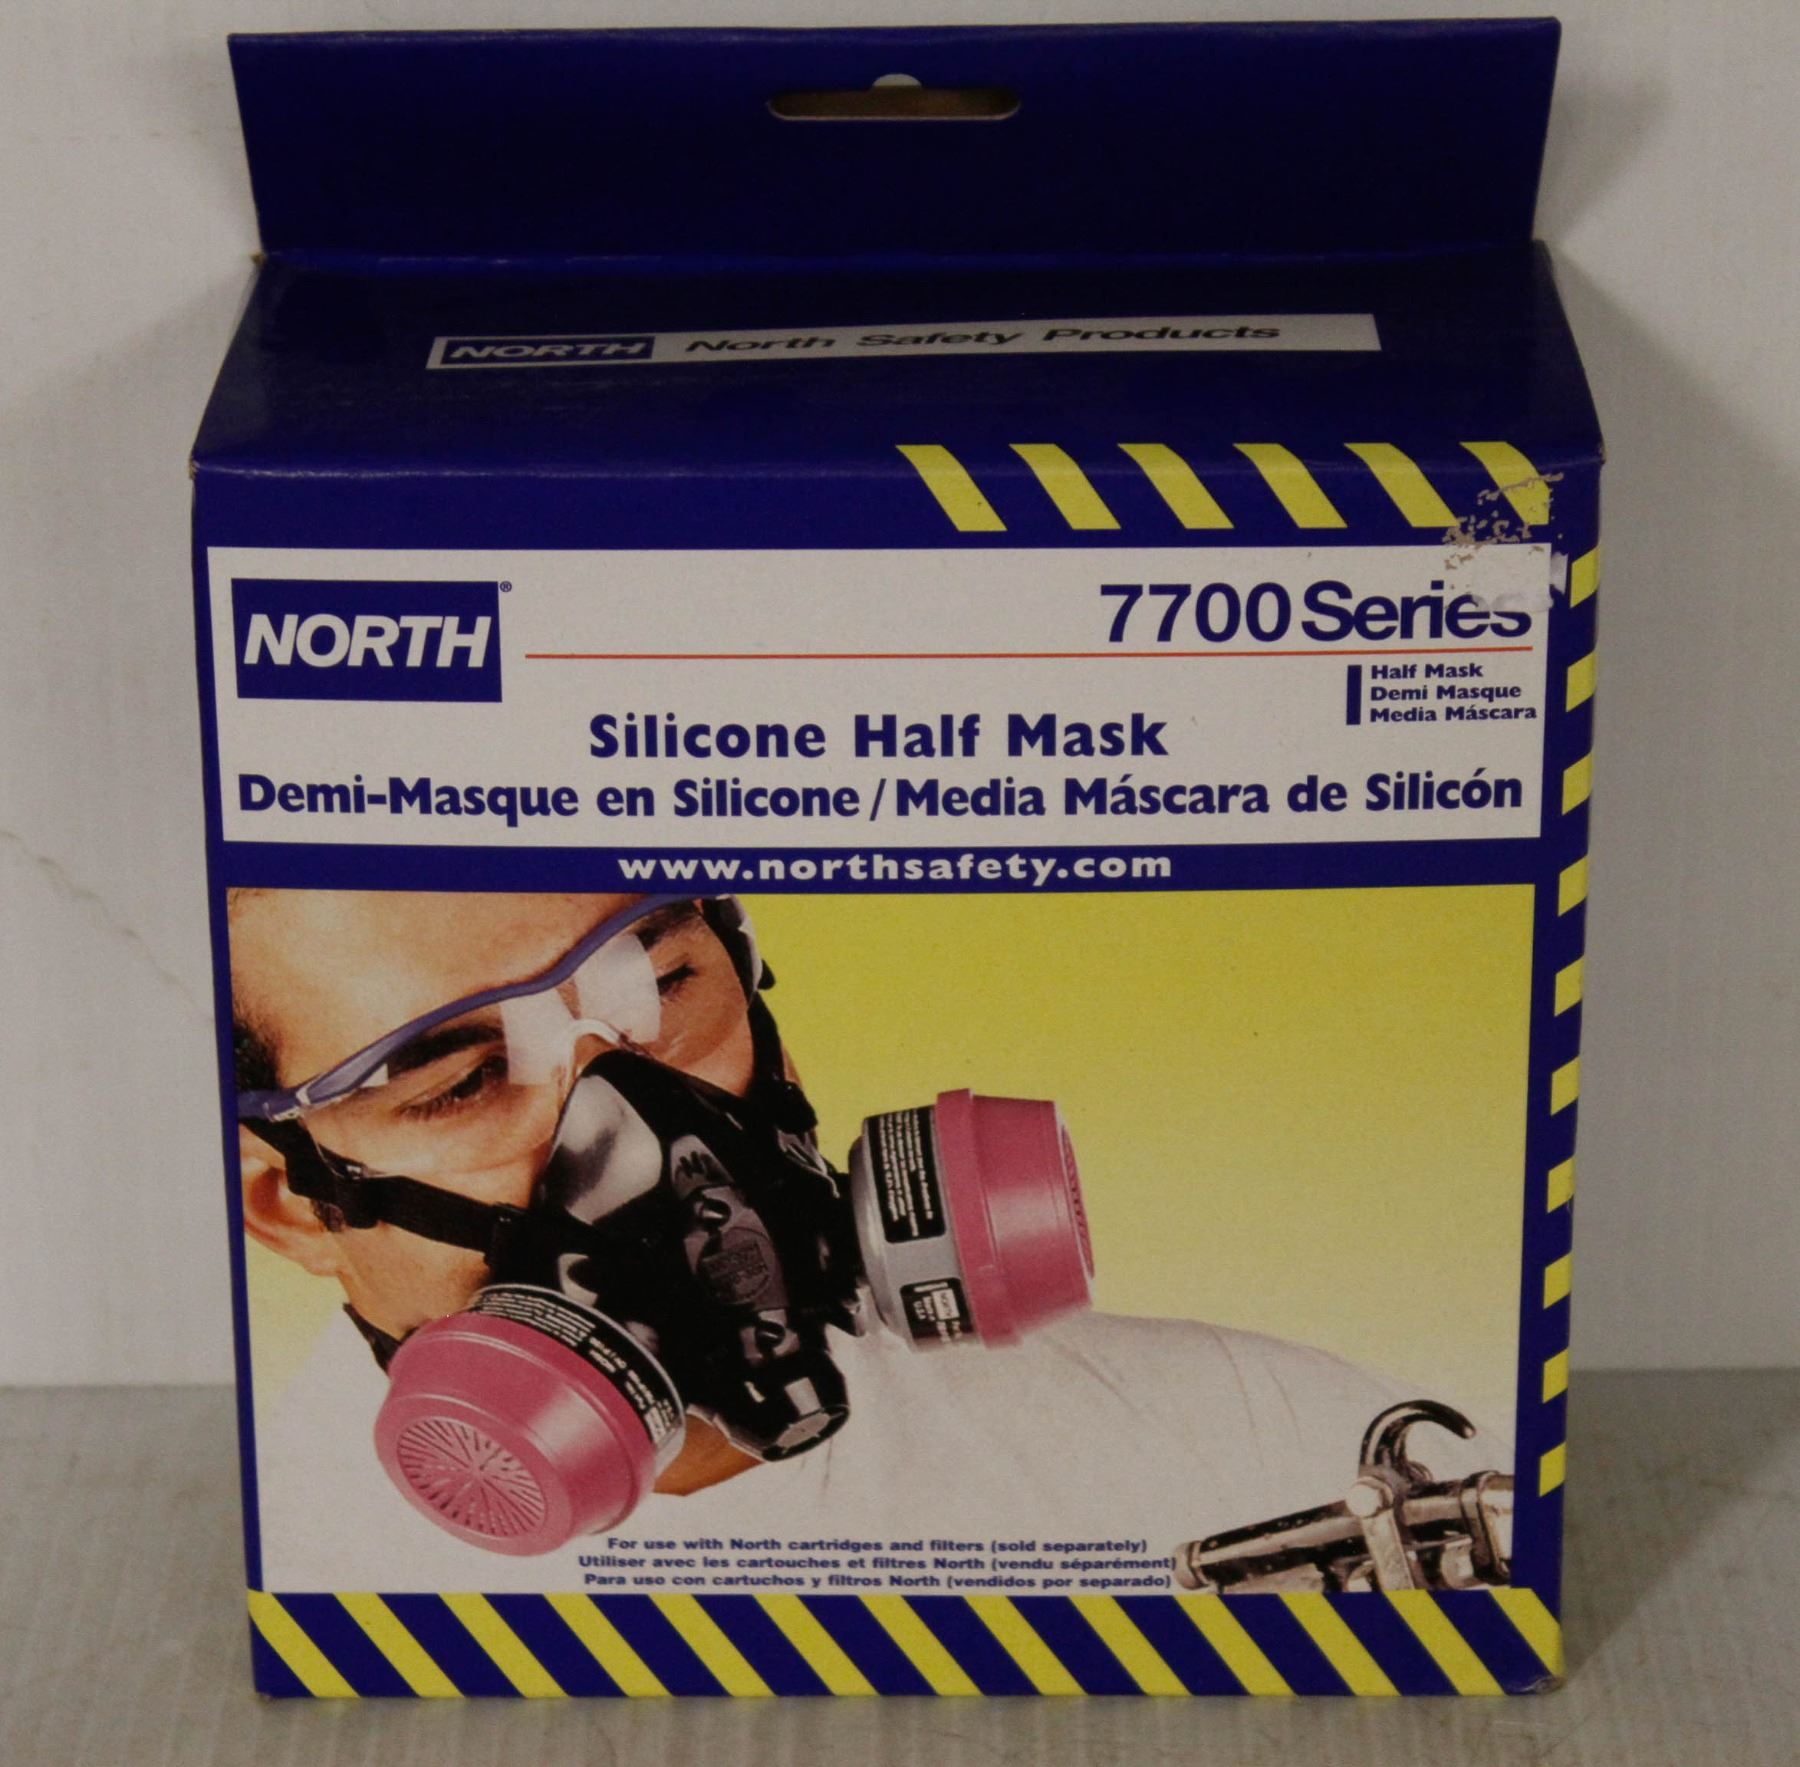 NORTH North Safety Products
NORTH®
7700 Series
Half Mask
Demi Masque
Media Máscara
Silicone Half Mask
Demi-Masque en Silicone / Media Máscara de Silicón
www.northsafety.com
For use with North cartridges and filters (sold separately)
Utiliser avec les cartouches et filtres North (vendu séparément)
Para uso con cartuchos y filtros North (vendidos por separado)